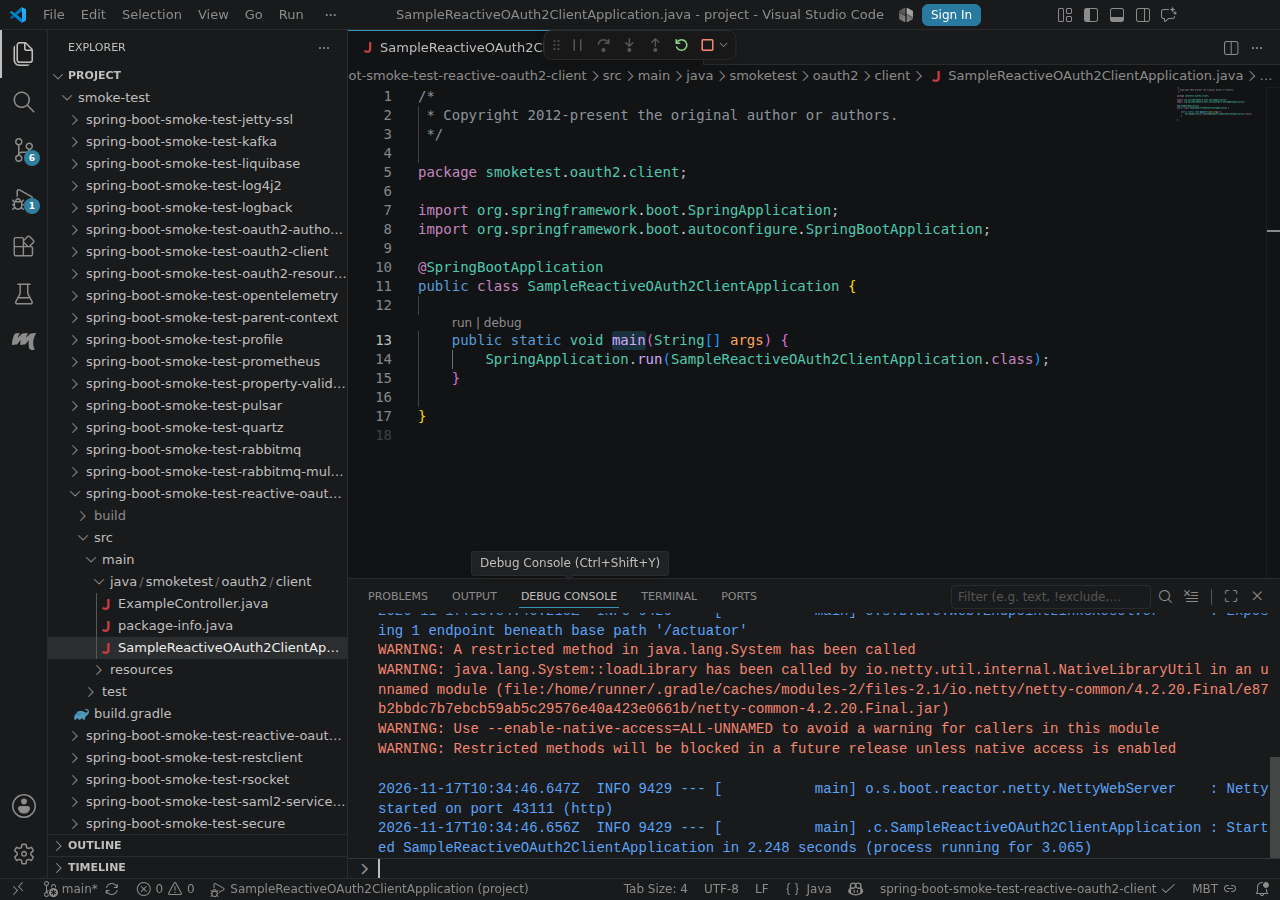 File Edit Selection View Go Run ··· SampleReactiveOAuth2ClientApplication.java - project - Visual Studio Code Sign In
EXPLORER
PROJECT
smoke-test
spring-boot-smoke-test-jetty-ssl
spring-boot-smoke-test-kafka
spring-boot-smoke-test-liquibase
spring-boot-smoke-test-log4j2
spring-boot-smoke-test-logback
spring-boot-smoke-test-oauth2-autho...
spring-boot-smoke-test-oauth2-client
spring-boot-smoke-test-oauth2-resour...
spring-boot-smoke-test-opentelemetry
spring-boot-smoke-test-parent-context
spring-boot-smoke-test-profile
spring-boot-smoke-test-prometheus
spring-boot-smoke-test-property-valid...
spring-boot-smoke-test-pulsar
spring-boot-smoke-test-quartz
spring-boot-smoke-test-rabbitmq
spring-boot-smoke-test-rabbitmq-mul...
spring-boot-smoke-test-reactive-oaut...
build
src
main
java / smoketest / oauth2 / client
ExampleController.java
package-info.java
SampleReactiveOAuth2ClientAp...
resources
test
build.gradle
spring-boot-smoke-test-reactive-oaut...
spring-boot-smoke-test-restclient
spring-boot-smoke-test-rsocket
spring-boot-smoke-test-saml2-service...
spring-boot-smoke-test-secure
OUTLINE
TIMELINE
6
1
SampleReactiveOAuth2C
ot-smoke-test-reactive-oauth2-client > src > main > java > smoketest > oauth2 > client > SampleReactiveOAuth2ClientApplication.java > ...
1 /*
2 * Copyright 2012-present the original author or authors.
3 */
4
5 package smoketest.oauth2.client;
6
7 import org.springframework.boot.SpringApplication;
8 import org.springframework.boot.autoconfigure.SpringBootApplication;
9
10 @SpringBootApplication
11 public class SampleReactiveOAuth2ClientApplication {
12
run | debug
13 public static void main(String[] args) {
14 SpringApplication.run(SampleReactiveOAuth2ClientApplication.class);
15 }
16
17 }
18
Debug Console (Ctrl+Shift+Y)
PROBLEMS OUTPUT DEBUG CONSOLE TERMINAL PORTS Filter (e.g. text, !exclude,...
ing 1 endpoint beneath base path '/actuator'
WARNING: A restricted method in java.lang.System has been called
WARNING: java.lang.System::loadLibrary has been called by io.netty.util.internal.NativeLibraryUtil in an u
nnamed module (file:/home/runner/.gradle/caches/modules-2/files-2.1/io.netty/netty-common/4.2.20.Final/e87
b2bbdc7b7ebcb59ab5c29576e40a423e0661b/netty-common-4.2.20.Final.jar)
WARNING: Use --enable-native-access=ALL-UNNAMED to avoid a warning for callers in this module
WARNING: Restricted methods will be blocked in a future release unless native access is enabled
2026-11-17T10:34:46.647Z INFO 9429 --- [ main] o.s.boot.reactor.netty.NettyWebServer : Netty
started on port 43111 (http)
2026-11-17T10:34:46.656Z INFO 9429 --- [ main] .c.SampleReactiveOAuth2ClientApplication : Start
ed SampleReactiveOAuth2ClientApplication in 2.248 seconds (process running for 3.065)
main* 0 0 SampleReactiveOAuth2ClientApplication (project) Tab Size: 4 UTF-8 LF { } Java spring-boot-smoke-test-reactive-oauth2-client MBT